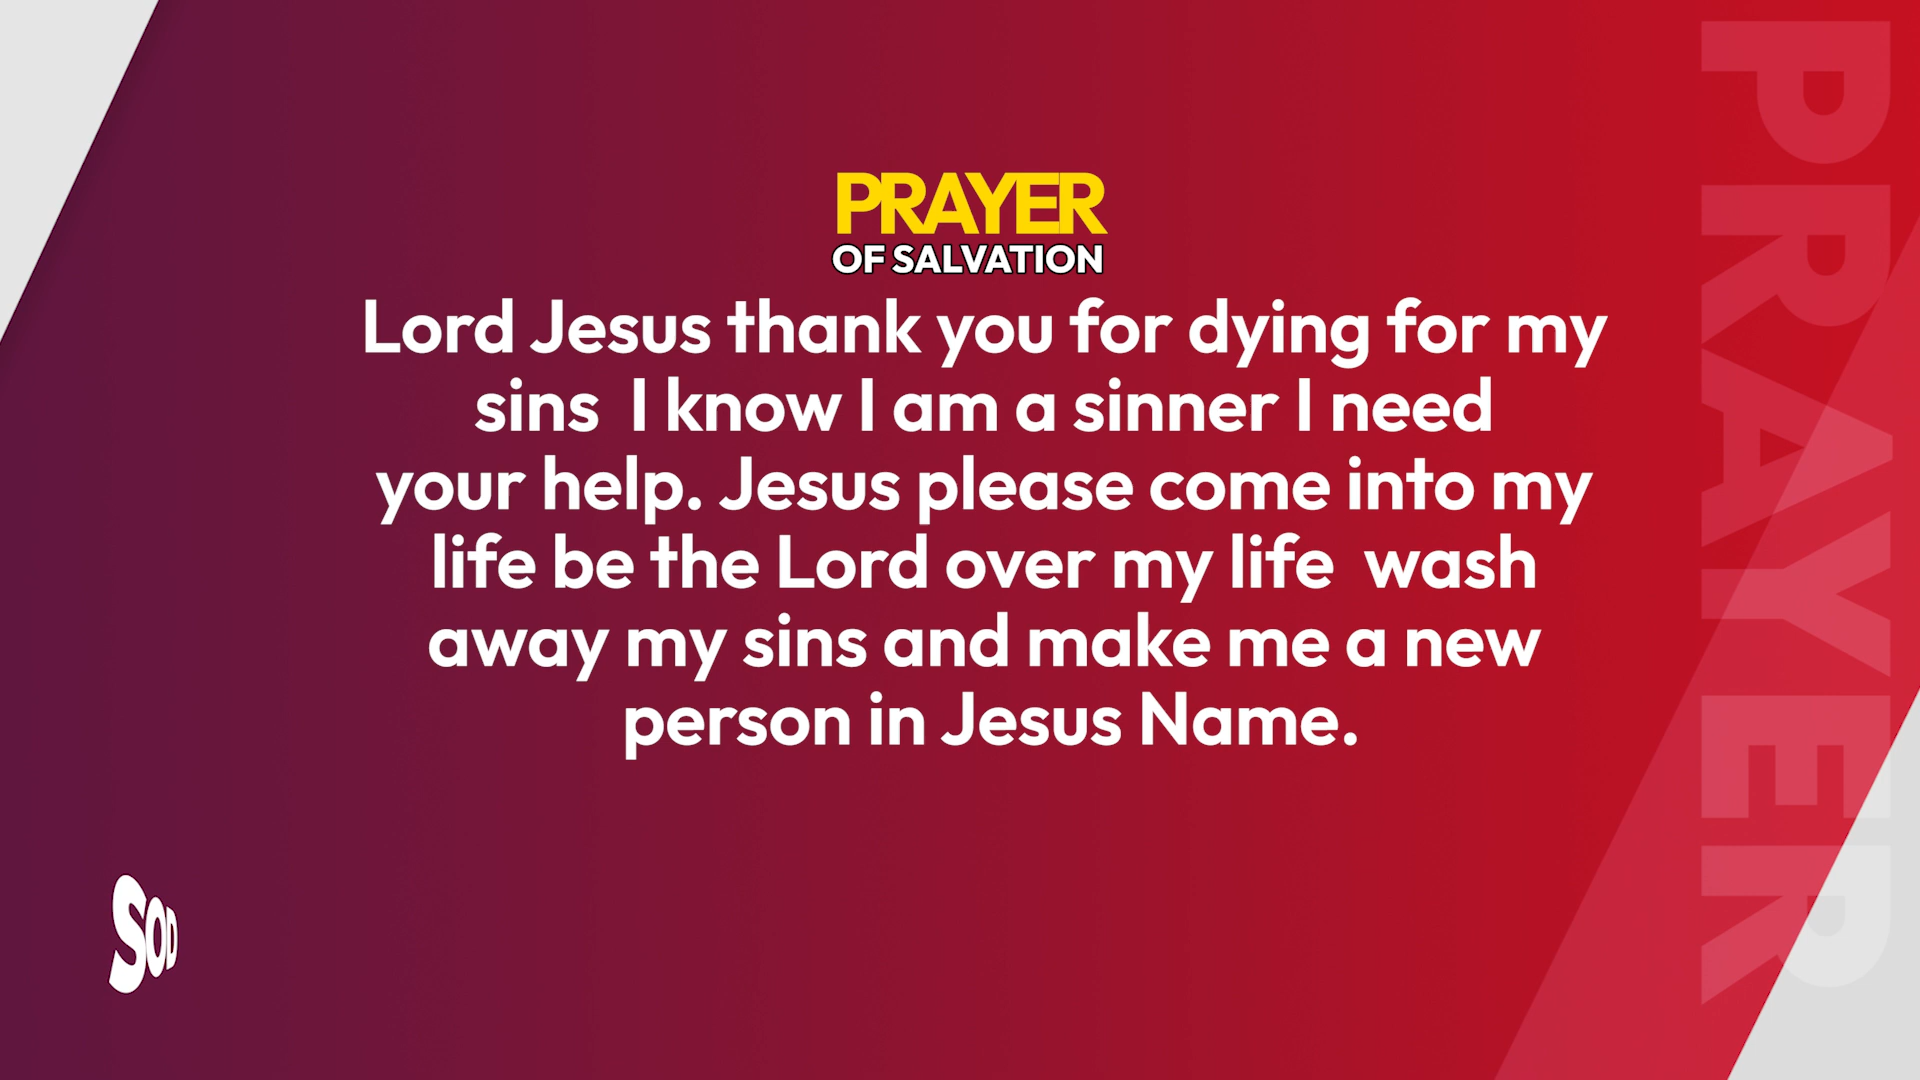 PRAYER
OF SALVATION
Lord Jesus thank you for dying for my
sins  I know I am a sinner I need
your help. Jesus please come into my
life be the Lord over my life  wash
away my sins and make me a new
person in Jesus Name.
PRAYER
SOD